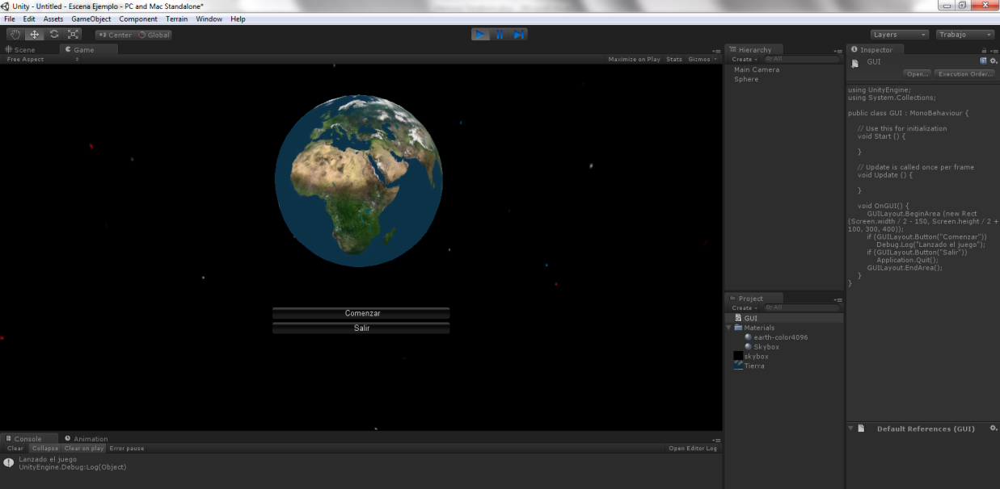 Unity - Untitled - Escena Ejemplo - PC and Mac Standalone*
File Edit Assets GameObject Component Terrain Window Help
Center Global
Layers Trabajo
Scene Game
Free Aspect
Maximize on Play Stats Gizmos
Comenzar
Salir
Console Animation
Clear Collapse Clear on play Error pause Open Editor Log
Lanzado el juego
UnityEngine.Debug:Log(Object)
Hierarchy
Create All
Main Camera
Sphere
Project
Create All
GUI
Materials
earth-color4096
Skybox
skybox
Tierra
Inspector
GUI
Open... Execution Order...
using UnityEngine;
using System.Collections;
public class GUI : MonoBehaviour {
// Use this for initialization
void Start () {
}
// Update is called once per frame
void Update () {
}
void OnGUI() {
GUILayout.BeginArea (new Rect
(Screen.width / 2 - 150, Screen.height / 2 +
100, 300, 400));
if (GUILayout.Button("Comenzar"))
Debug.Log("Lanzado el juego");
if (GUILayout.Button("Salir"))
Application.Quit();
GUILayout.EndArea();
}
}
Default References (GUI)